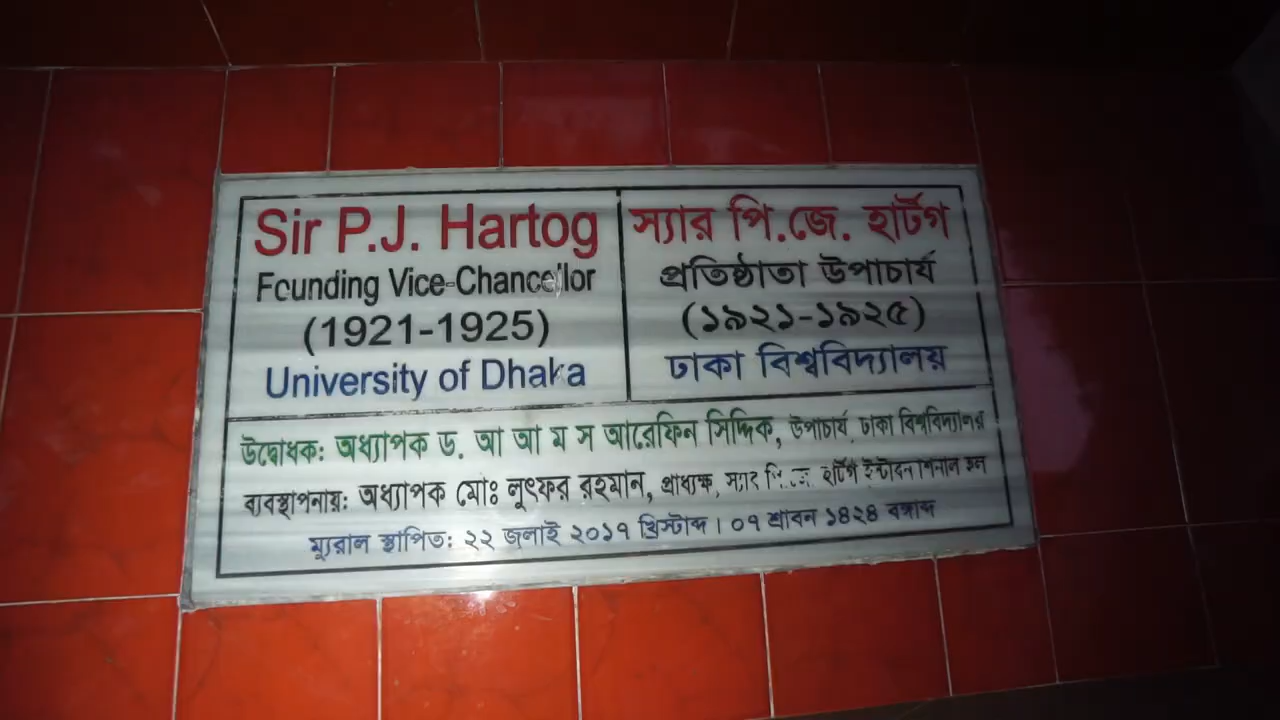 Sir P.J. Hartog
Founding Vice-Chancellor
(1921-1925)
University of Dhaka
স্যার পি.জে. হার্টগ
প্রতিষ্ঠাতা উপাচার্য
(১৯২১-১৯২৫)
ঢাকা বিশ্ববিদ্যালয়
উদ্বোধক: অধ্যাপক ড. আ আ ম স আরেফিন সিদ্দিক, উপাচার্য, ঢাকা বিশ্ববিদ্যালয়
ব্যবস্থাপনায়: অধ্যাপক মোঃ লুৎফর রহমান, প্রাধ্যক্ষ, স্যার পি.জে. হার্টগ ইন্টারন্যাশনাল হল
ম্যুরাল স্থাপিত: ২২ জুলাই ২০১৭ খ্রিস্টাব্দ । ০৭ শ্রাবন ১৪২৪ বঙ্গাব্দ